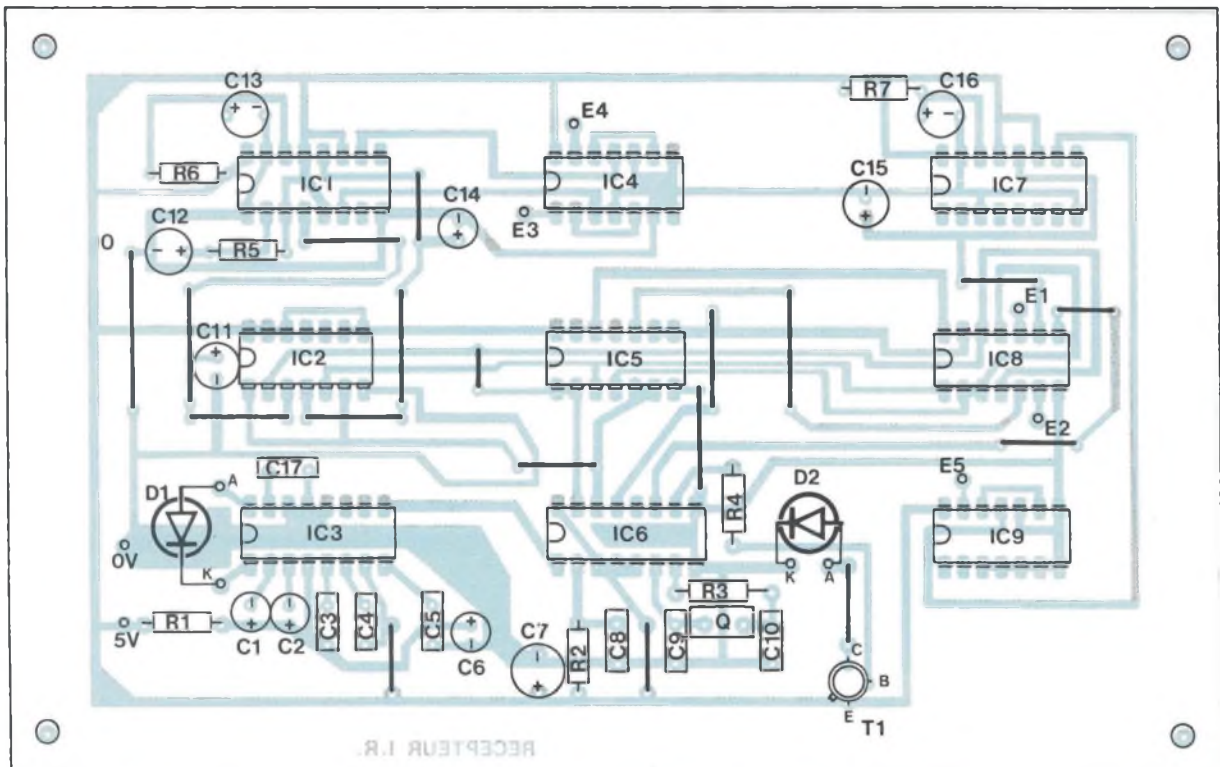 C13
R7
C16
E4
R6
IC1
IC4
C15
IC7
C14
E3
C12
R5
O
E1
C11
IC2
IC5
IC8
E2
C17
E5
D1
A
R4
D2
IC3
IC6
IC9
0V
K
K
A
R3
5V
R1
C1
C2
C3
C4
C5
C6
C7
R2
C8
C9
Q
C10
C
B
E
T1
RECEPTEUR I.R.